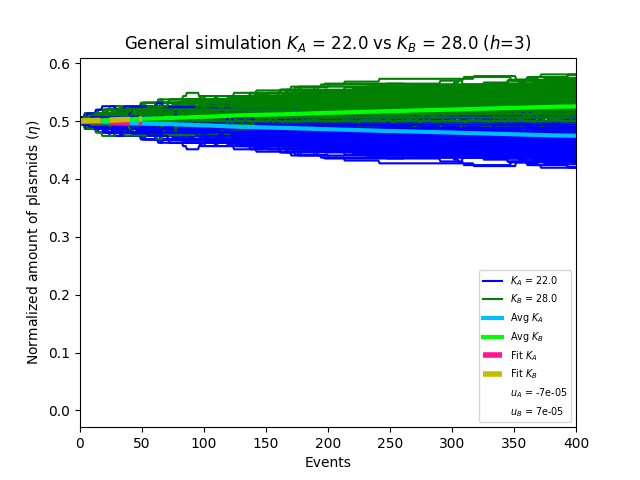 General simulation K_A = 22.0 vs K_B = 28.0 (h=3)
Normalized amount of plasmids (η)
0.6
0.5
0.4
0.3
0.2
0.1
0.0
K_A = 22.0
K_B = 28.0
Avg K_A
Avg K_B
Fit K_A
Fit K_B
u_A = -7e-05
u_B = 7e-05
0 50 100 150 200 250 300 350 400
Events